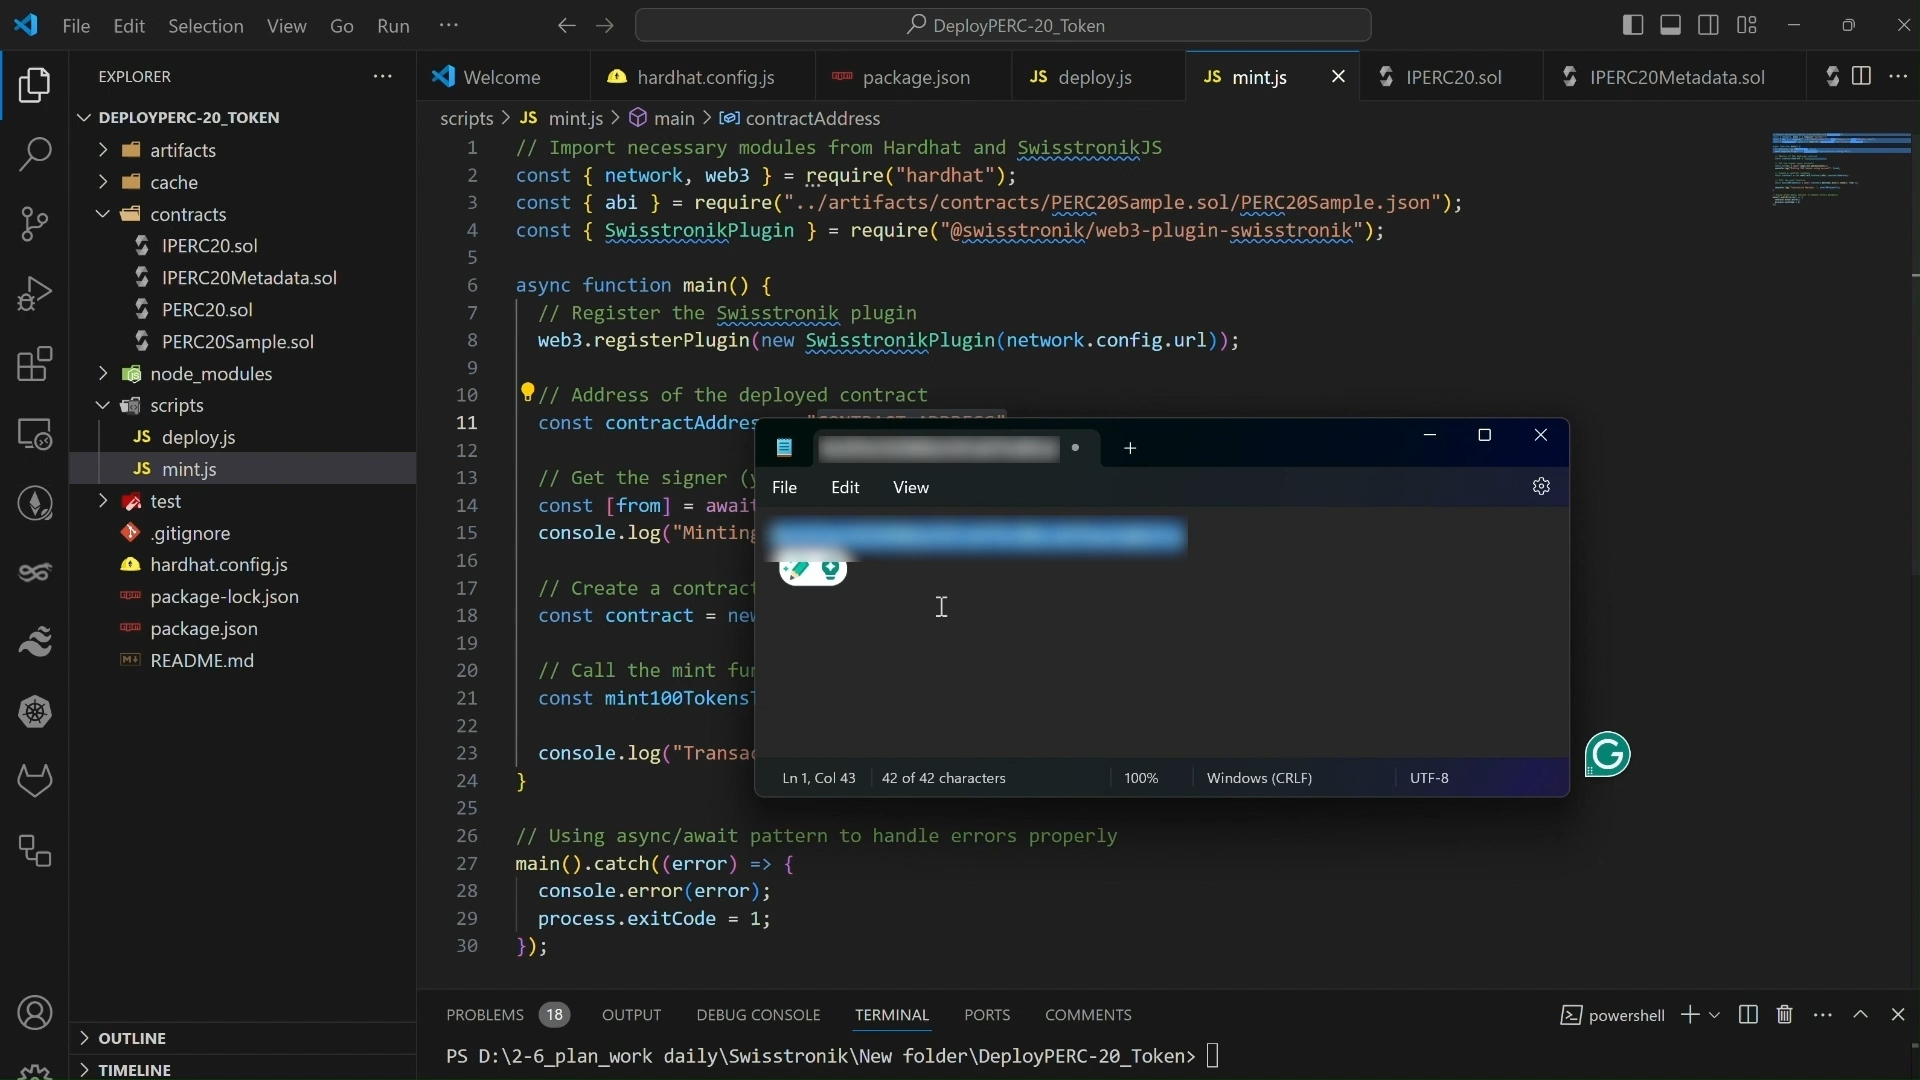 File Edit Selection View Go Run ···
DeployPERC-20_Token
EXPLORER
DEPLOYPERC-20_TOKEN
artifacts
cache
contracts
IPERC20.sol
IPERC20Metadata.sol
PERC20.sol
PERC20Sample.sol
node_modules
scripts
JS deploy.js
JS mint.js
test
.gitignore
hardhat.config.js
package-lock.json
package.json
README.md
OUTLINE
TIMELINE
Welcome
hardhat.config.js
package.json
JS deploy.js
JS mint.js
IPERC20.sol
IPERC20Metadata.sol
scripts > JS mint.js > main > contractAddress
1 // Import necessary modules from Hardhat and SwisstronikJS
2 const { network, web3 } = require("hardhat");
3 const { abi } = require("../artifacts/contracts/PERC20Sample.sol/PERC20Sample.json");
4 const { SwisstronikPlugin } = require("@swisstronik/web3-plugin-swisstronik");
5
6 async function main() {
7 // Register the Swisstronik plugin
8 web3.registerPlugin(new SwisstronikPlugin(network.config.url));
9
10 // Address of the deployed contract
11 const contractAddres
12
13 // Get the signer (y
14 const [from] = await
15 console.log("Minting
16
17 // Create a contract
18 const contract = new
19
20 // Call the mint fun
21 const mint100TokensT
22
23 console.log("Transac
24 }
25
26 // Using async/await pattern to handle errors properly
27 main().catch((error) => {
28 console.error(error);
29 process.exitCode = 1;
30 });
File Edit View
Ln 1, Col 43 42 of 42 characters 100% Windows (CRLF) UTF-8
PROBLEMS 18 OUTPUT DEBUG CONSOLE TERMINAL PORTS COMMENTS
powershell
PS D:\2-6_plan_work daily\Swisstronik\New folder\DeployPERC-20_Token>